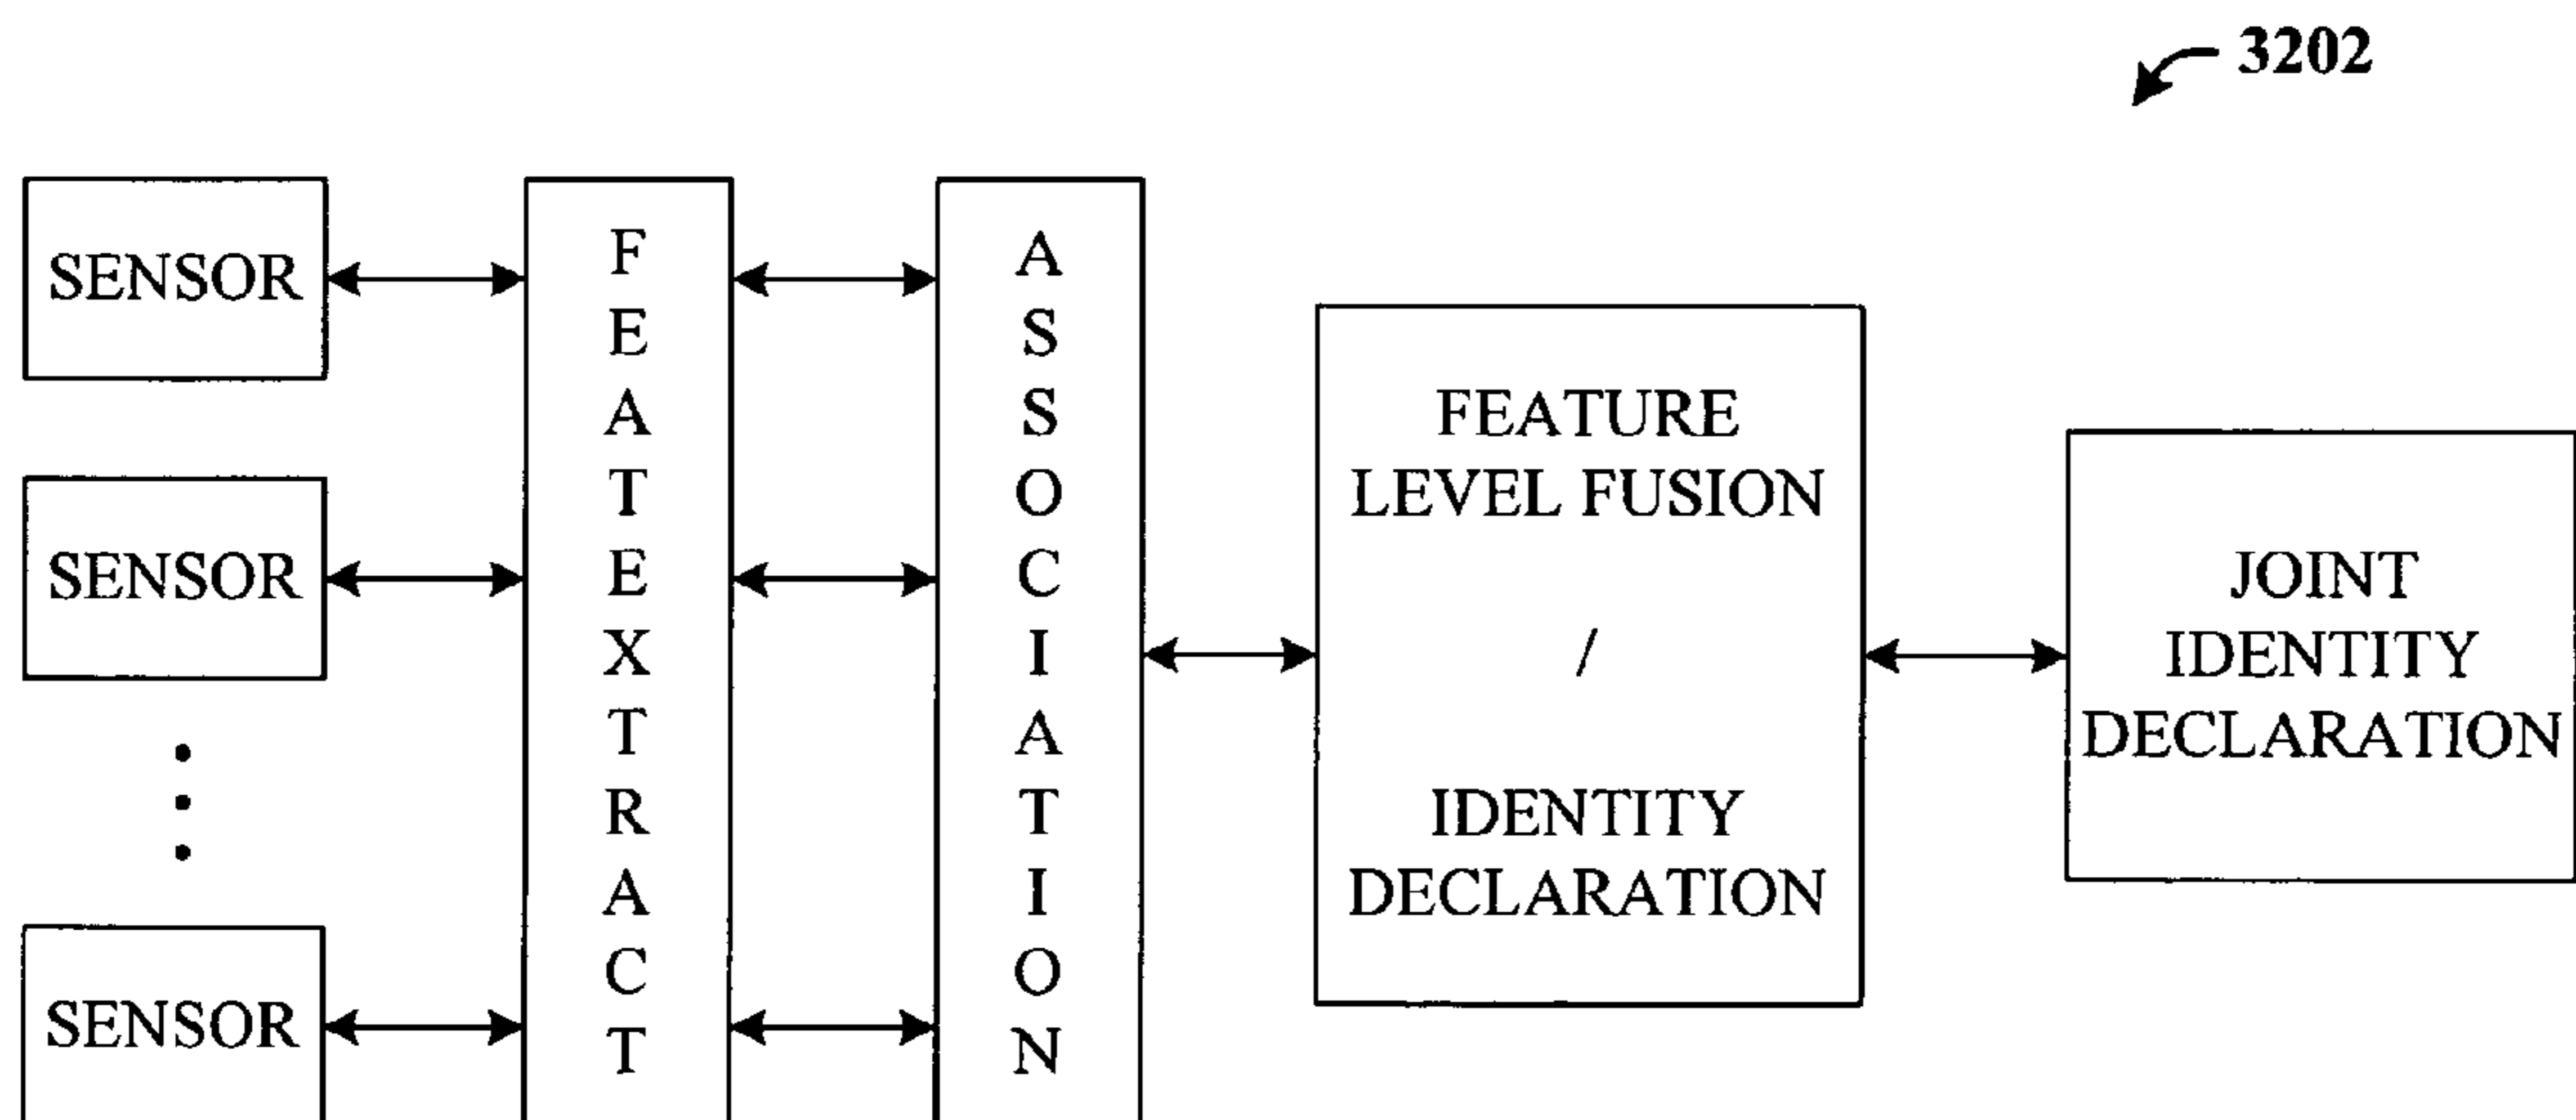 3202
SENSOR
SENSOR
SENSOR
FEATEXTRACT
ASSOCIATION
FEATURE
LEVEL FUSION
/
IDENTITY
DECLARATION
JOINT
IDENTITY
DECLARATION